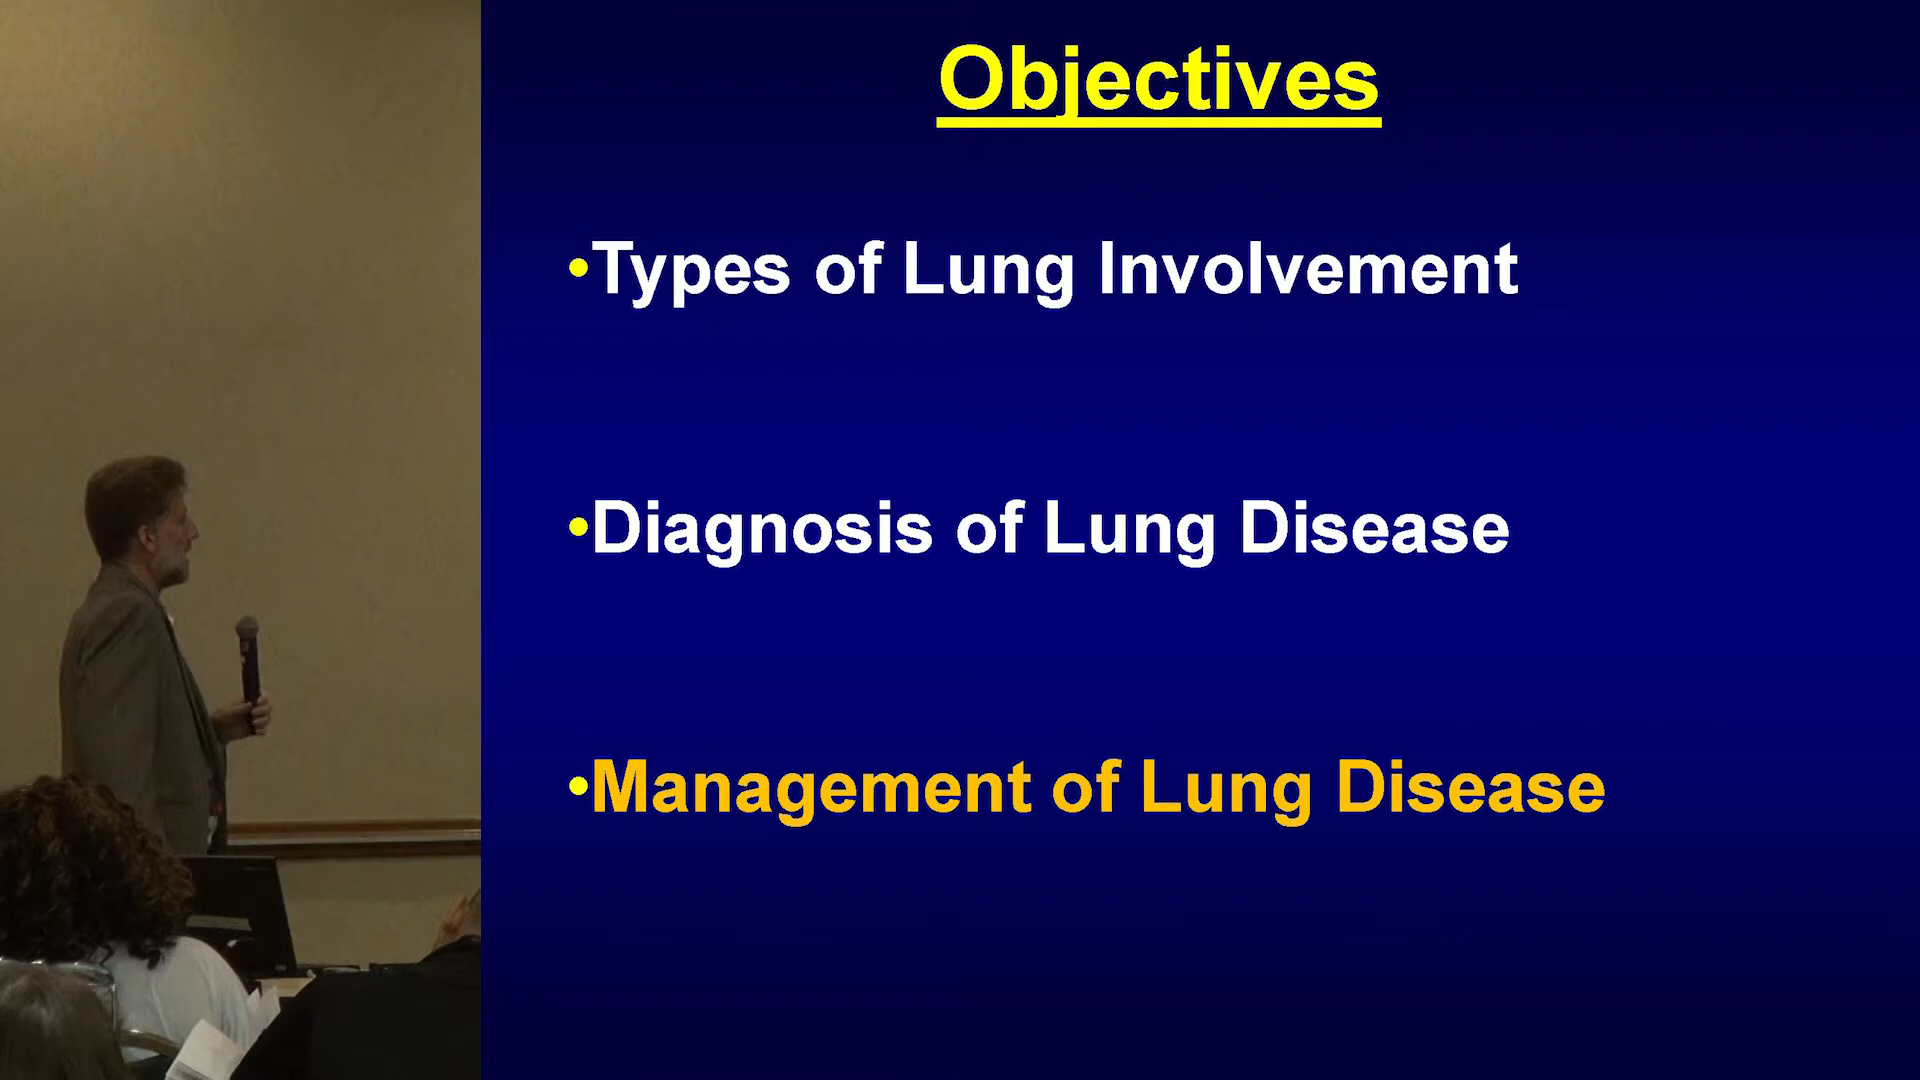 Objectives
•Types of Lung Involvement
•Diagnosis of Lung Disease
•Management of Lung Disease